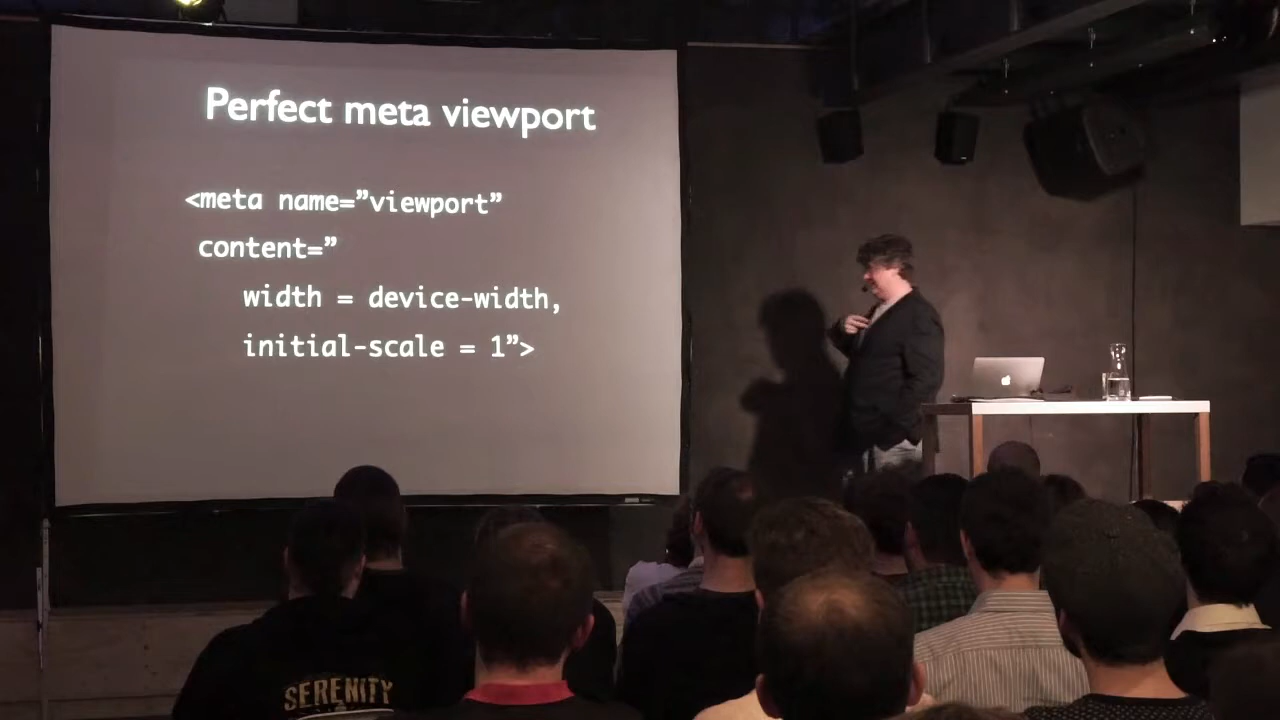 Perfect meta viewport
<meta name=”viewport”
content=”
width = device-width,
initial-scale = 1”>
SERENITY